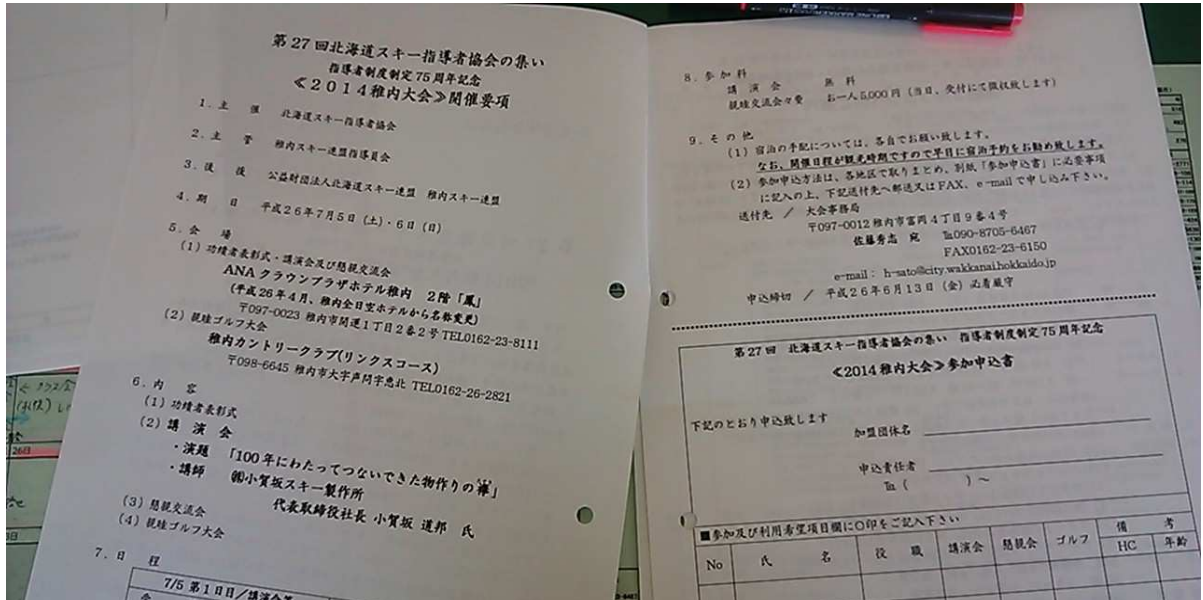 第27回北海道スキー指導者協会の集い
指導者制度制定75周年記念
≪2014稚内大会≫開催要項
1.主 催 北海道スキー指導者協会
2.主 管 稚内スキー連盟指導員会
3.後 援 公益財団法人北海道スキー連盟 稚内スキー連盟
4.期 日 平成26年7月5日(土)・6日(日)
5.会 場
(1)功績者表彰式・講演会及び懇親交流会
ANAクラウンプラザホテル稚内 2階「鳳」
(平成26年4月、稚内全日空ホテルから名称変更)
〒097-0023 稚内市開運1丁目2番2号 TEL0162-23-8111
(2)親睦ゴルフ大会
稚内カントリークラブ(リンクスコース)
〒098-6645 稚内市大字声問字恵北 TEL0162-26-2821
6.内 容
(1)功績者表彰式
(2)講 演 会
・演題 「100年にわたってつないできた物作りの襷」
・講師 ㈱小賀坂スキー製作所
代表取締役社長 小賀坂 道邦 氏
(3)懇親交流会
(4)親睦ゴルフ大会
7.日 程
7/5 第1日目/講演会等
8.参加料
講 演 会 無 料
親睦交流会々費 お一人5,000円(当日、受付にて徴収致します)
9.その他
(1)宿泊の手配については、各自でお願い致します。
なお、開催日程が観光時期ですので早目に宿泊予約をお勧め致します。
(2)参加申込方法は、各地区で取りまとめ、別紙「参加申込書」に必要事項
に記入の上、下記送付先へ郵送又はFAX、e-mailで申し込み下さい。
送付先 / 大会事務局
〒097-0012 稚内市富岡4丁目9番4号
佐藤秀志 宛 ℡090-8705-6467
FAX0162-23-6150
e-mail: h-sato@city.wakkanai.hokkaido.jp
申込締切 / 平成26年6月13日(金)必着厳守
第27回 北海道スキー指導者協会の集い 指導者制度制定75周年記念
≪2014稚内大会≫参加申込書
下記のとおり申込致します
加盟団体名
申込責任者
℡( )~
■参加及び利用希望項目欄に○印をご記入下さい
No 氏 名 役 職 講演会 懇親会 ゴルフ 備 考
HC 年齢